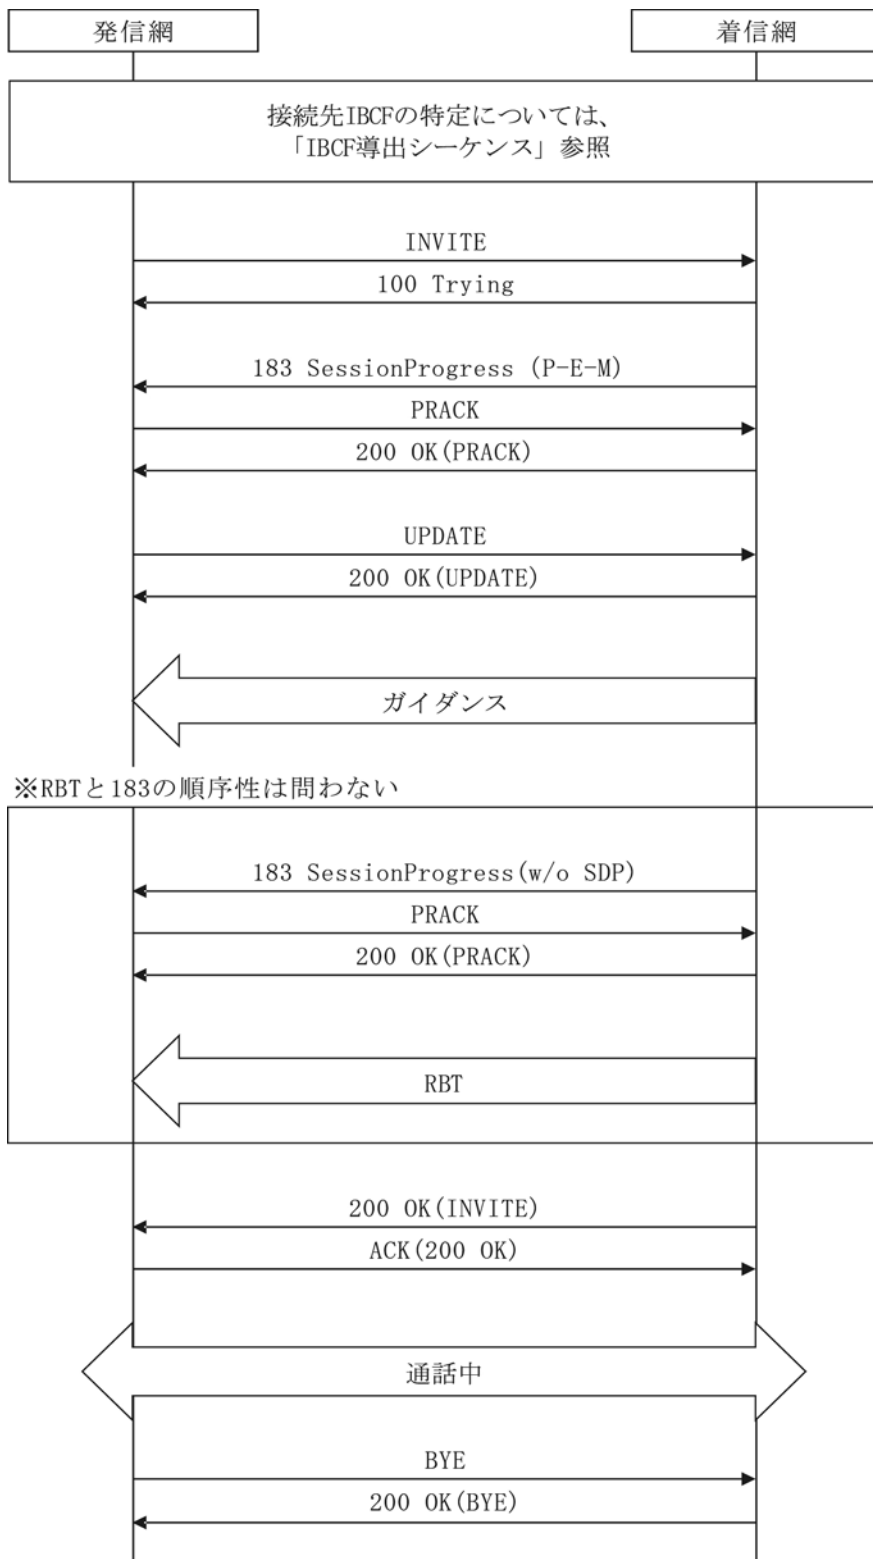 発信網
着信網
接続先IBCFの特定については、
「IBCF導出シーケンス」参照
INVITE
100 Trying
183 SessionProgress (P-E-M)
PRACK
200 OK(PRACK)
UPDATE
200 OK(UPDATE)
ガイダンス
※RBTと183の順序性は問わない
183 SessionProgress(w/o SDP)
PRACK
200 OK(PRACK)
RBT
200 OK(INVITE)
ACK(200 OK)
通話中
BYE
200 OK(BYE)